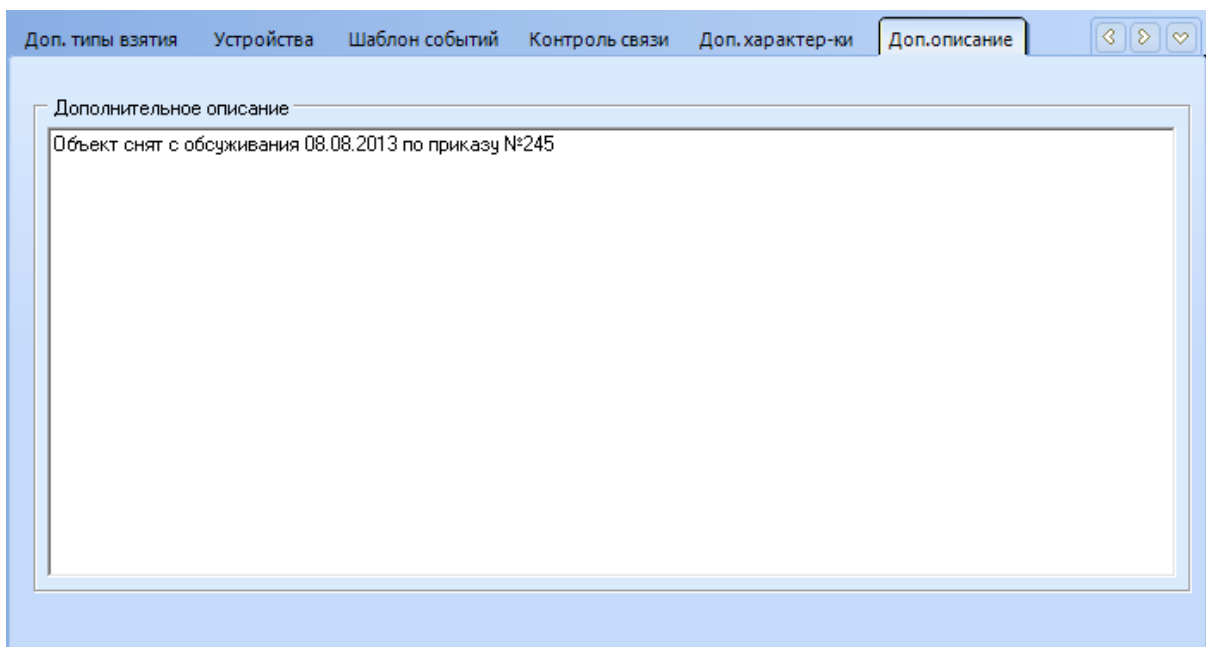 Доп. типы взятия Устройства Шаблон событий Контроль связи Доп. характер-ки Доп.описание
Дополнительное описание
Объект снят с обсуживания 08.08.2013 по приказу №245